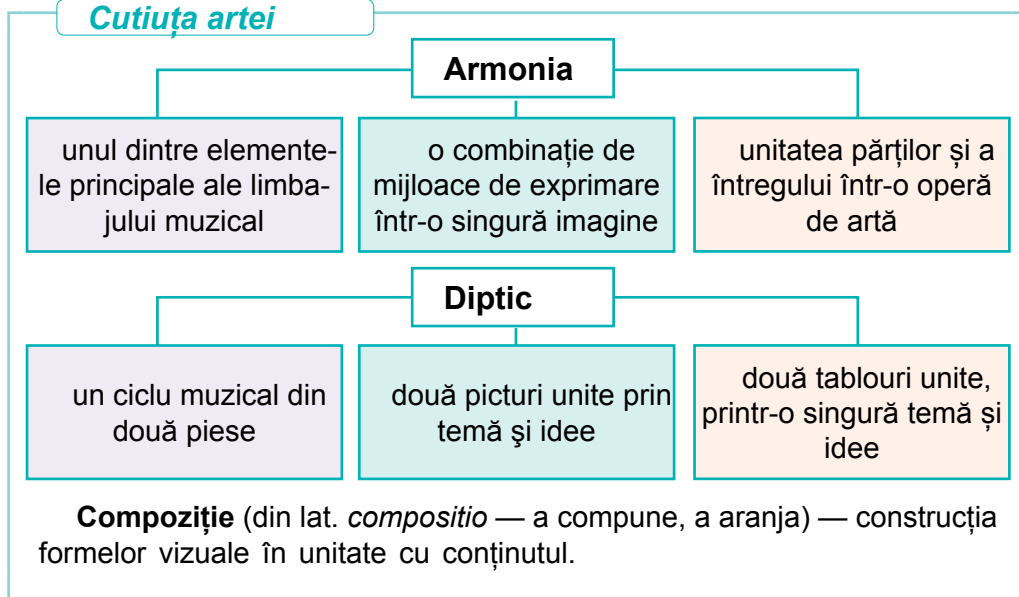 Cutiuța artei
Armonia
unul dintre elemente-
le principale ale limba-
jului muzical
o combinație de
mijloace de exprimare
într-o singură imagine
unitatea părților și a
întregului într-o operă
de artă
Diptic
un ciclu muzical din
două piese
două picturi unite prin
temă şi idee
două tablouri unite,
printr-o singură temă și
idee
Compoziție (din lat. compositio — a compune, a aranja) — construcția
formelor vizuale în unitate cu conținutul.